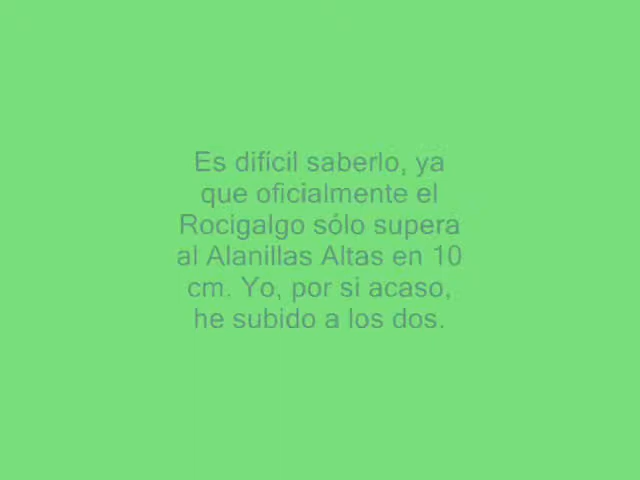 Es difícil saberlo, ya
que oficialmente el
Rocigalgo sólo supera
al Alanillas Altas en 10
cm. Yo, por si acaso,
he subido a los dos.